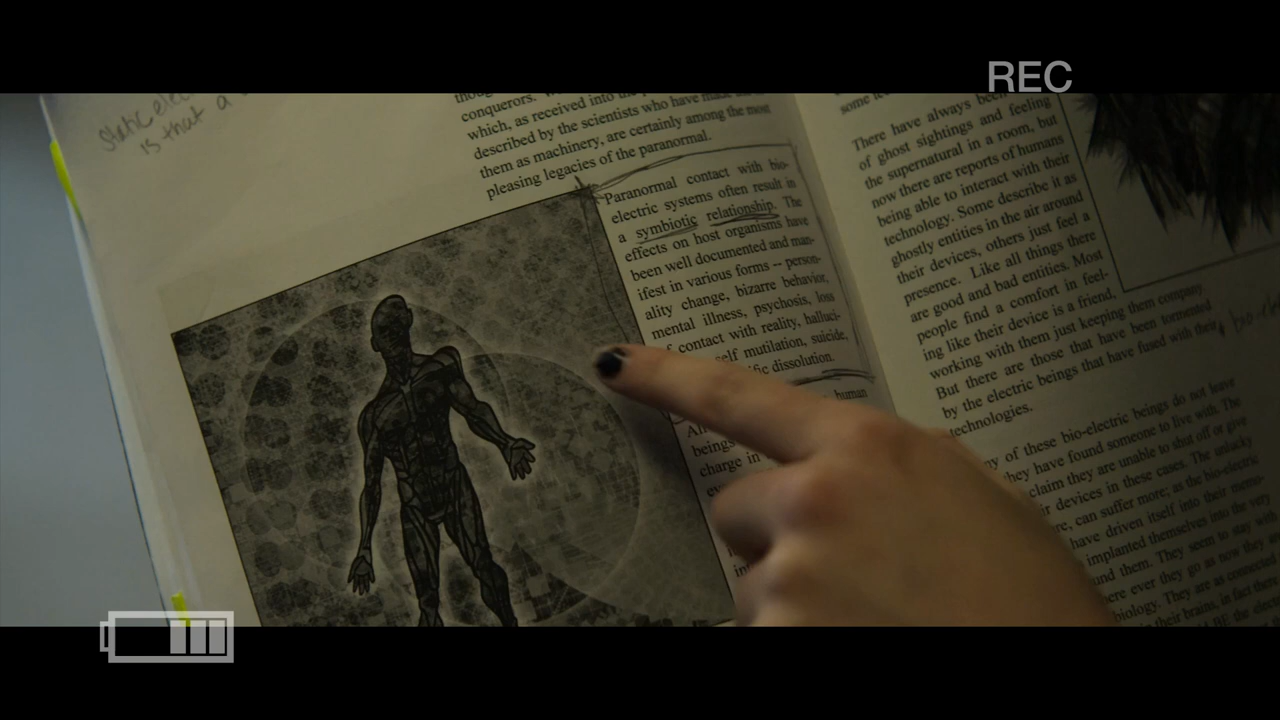 REC
Static elec
is that a
conquerors.
which, as received into the
described by the scientists who have made
them as machinery, are certainly among the most
pleasing legacies of the paranormal.
Paranormal contact with bio-
electric systems often result in
a symbiotic relationship. The
effects on host organisms have
been well documented and man-
ifest in various forms -- person-
ality change, bizarre behavior,
mental illness, psychosis, loss
contact with reality, halluci-
self mutilation, suicide,
dissolution.
human
beings
charge in
There have always been
of ghost sightings and feeling
the supernatural in a room, but
now there are reports of humans
being able to interact with their
technology. Some describe it as
ghostly entities in the air around
their devices, others just feel a
presence. Like all things there
are good and bad entities. Most
people find a comfort in feel-
ing like their device is a friend,
working with them just keeping them company
But there are those that have been tormented
by the electric beings that have fused with their
technologies.
of these bio-electric beings do not leave
they have found someone to live with. The
claim they are unable to shut off or give
devices in these cases. The unlucky
can suffer more, as the bio-electric
have driven itself into their
implanted themselves into the very
them. They seem to stay with
ever they go as now they
biology. They are as connected
their brains, in fact